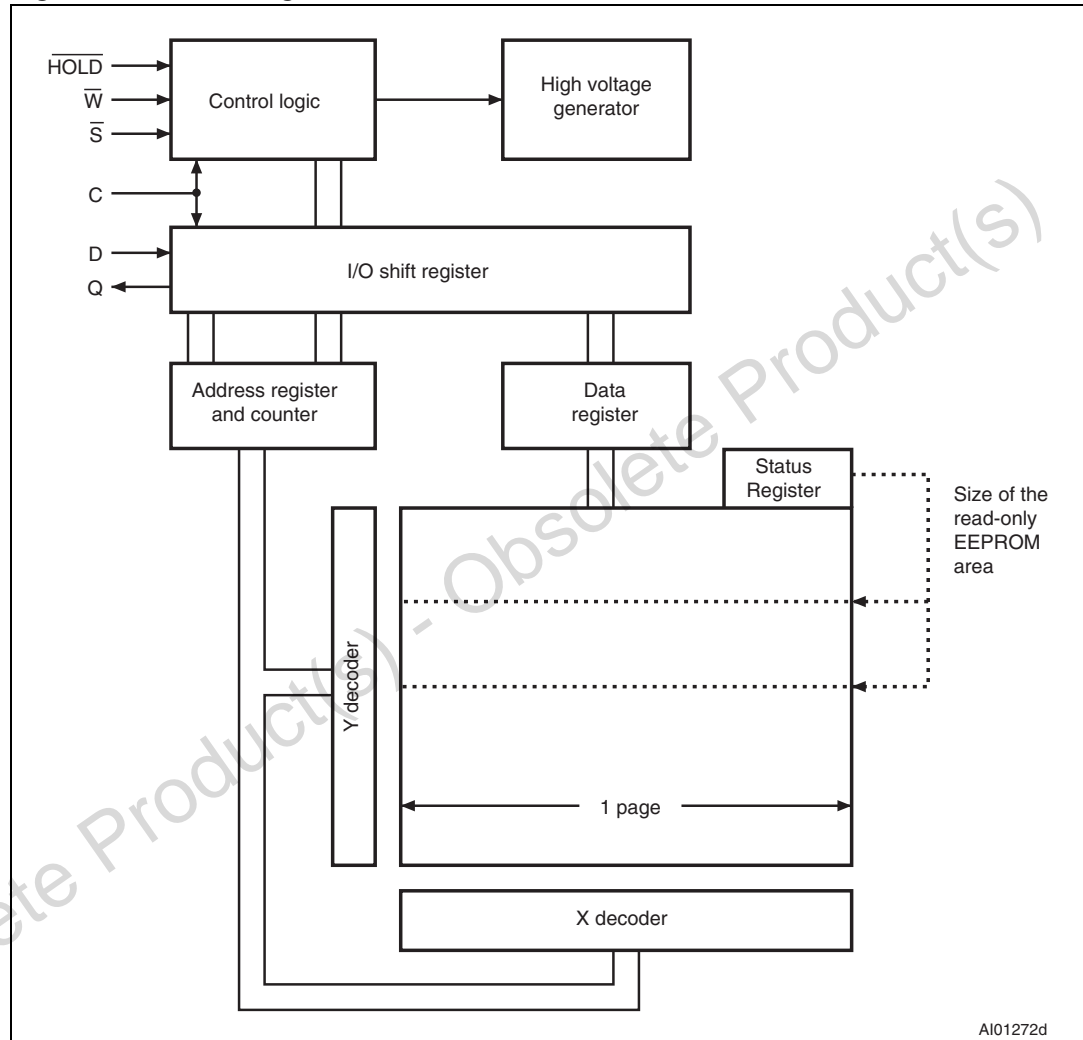 HOLD
W
S
C
D
Q
Control logic
High voltage
generator
I/O shift register
Address register
and counter
Data
register
Status
Register
Size of the
read-only
EEPROM
area
Y decoder
1 page
X decoder
AI01272d
ete Product(s) - Obsolete Product(s)